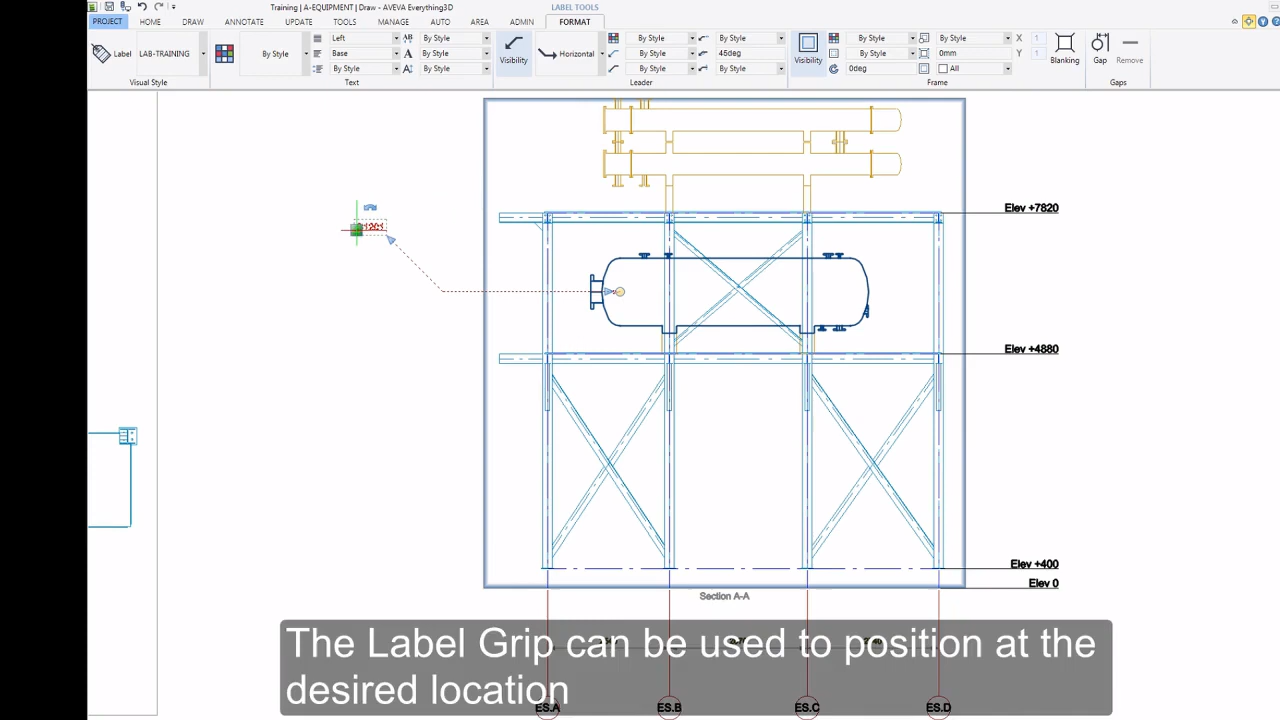 Training | A-EQUIPMENT | Draw - AVEVA Everything3D
LABEL TOOLS
PROJECT HOME DRAW ANNOTATE UPDATE TOOLS MANAGE AUTO AREA ADMIN FORMAT
Label LAB-TRAINING
By Style
Left By Style
Base By Style
By Style By Style
Visibility
Horizontal
By Style By Style
By Style 45deg
By Style By Style
Visibility
By Style By Style X 1
By Style 0mm Y 1
0deg All
Blanking
Gap Remove
Visual Style Text Leader Frame Gaps
Elev +7820
1201
Elev +4880
Elev +400
Elev 0
Section A-A
The Label Grip can be used to position at the
desired location
ES.A ES.B ES.C ES.D